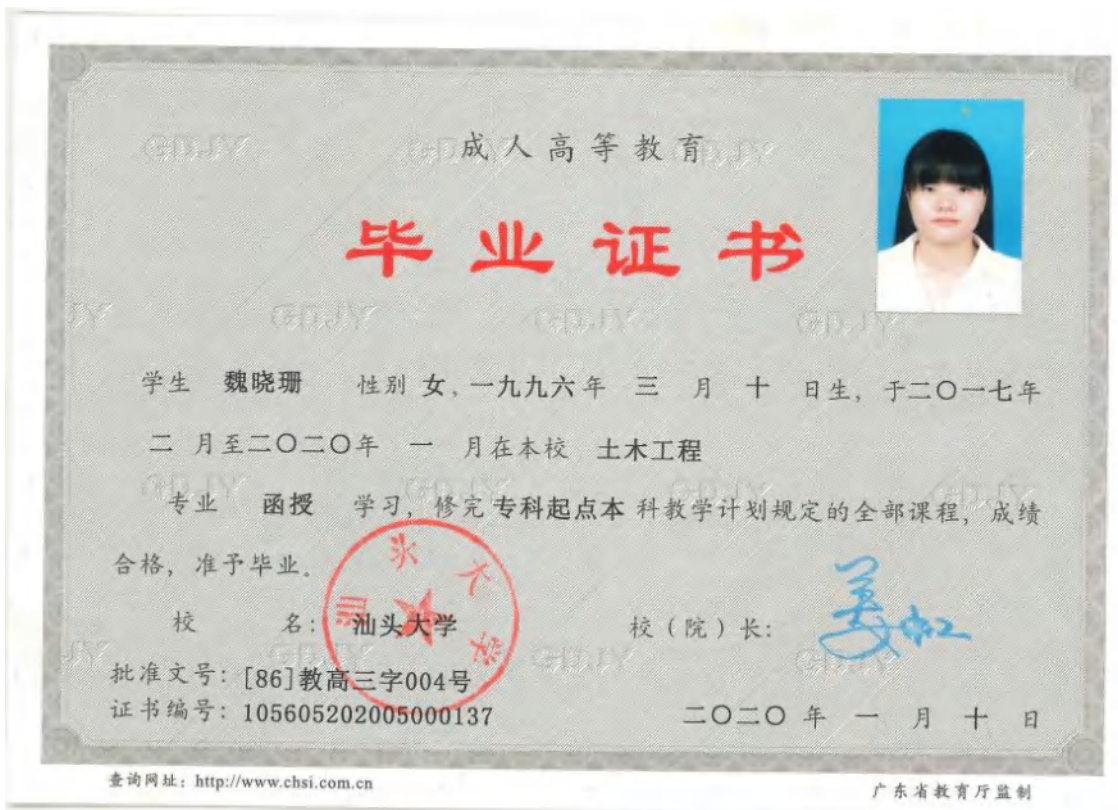 成人高等教育
毕业证书
学生 魏晓珊 性别 女，一九九六年 三 月 十 日生，于二〇一七年
二 月至二〇二〇年 一 月在本校 土木工程
专业 函授 学习，修完 专科起点本 科教学计划规定的全部课程，成绩
合格，准予毕业。
汕头大学
校 名：汕头大学 校（院）长：
批准文号：[86]教高三字004号
证书编号：105605202005000137 二〇二〇 年 一 月 十 日
查询网址：http://www.chsi.com.cn 广东省教育厅监制